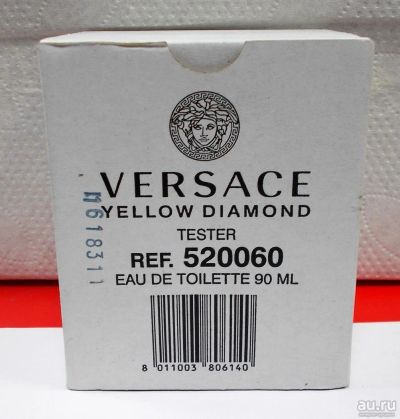 VERSACE
YELLOW DIAMOND
TESTER
REF. 520060
EAU DE TOILETTE 90 ML
8 011003 806140
au.ru